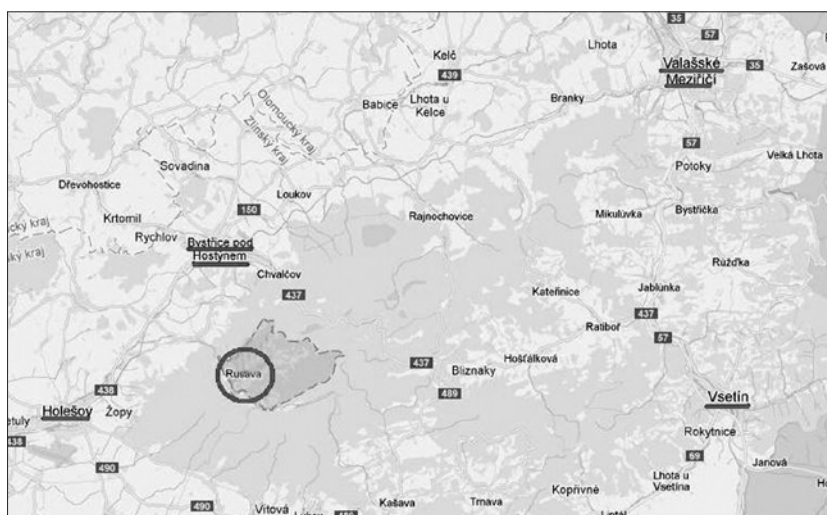 35
57
Kelč
Lhota
439
Valašské
Meziříčí
35
Zašová
Olomoucký kraj
Zlínský kraj
Babice
Lhota u
Kelce
Branky
57
Sovadina
Potoky
Velká Lhota
Dřevohostice
Loukov
Krtomil
150
Rajnochovice
Mikulůvka
Bystřička
Rychlov
Bystřice pod
Hostýnem
Chvalčov
Růžďka
437
Kateřinice
Jablůnka
437
Ratiboř
57
Rusava
437
Bliznaky
Hošťálková
438
489
Vsetín
Holešov
Žopy
438
Rokytnice
69
490
Janová
Lhota u
Vsetína
Kopřivné
490
Vítová
Kašava
Trnava